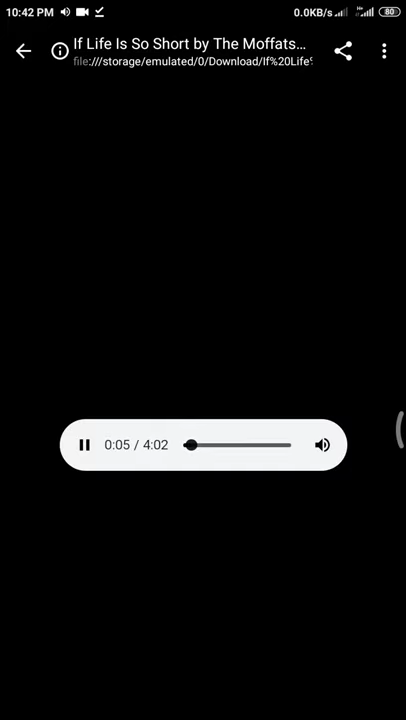 10:42 PM 0.0KB/s 80
If Life Is So Short by The Moffats…
file:///storage/emulated/0/Download/If%20Life%
0:05 / 4:02